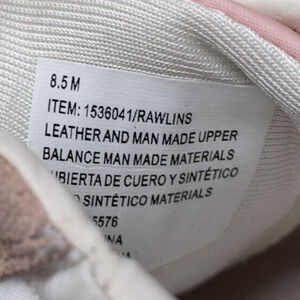 8.5 M
ITEM: 1536041/RAWLINS
LEATHER AND MAN MADE UPPER
BALANCE MAN MADE MATERIALS
UBIERTA DE CUERO Y SINTÉTICO
O SINTÉTICO MATERIALS
5576
NA